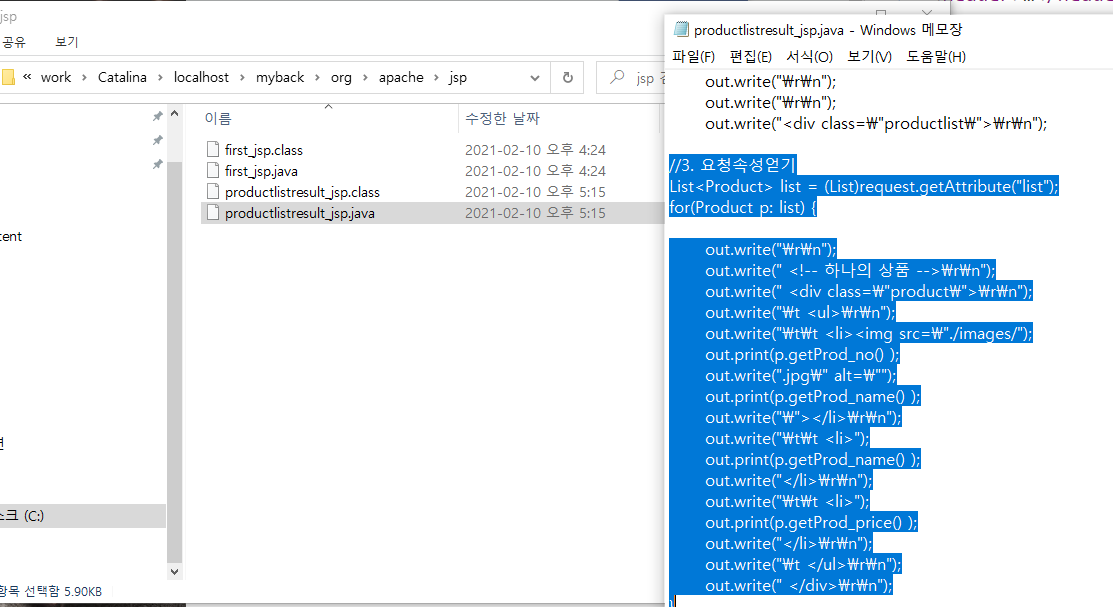 jsp
공유 보기
« work > Catalina > localhost > myback > org > apache > jsp
jsp
이름 수정한 날짜
first_jsp.class 2021-02-10 오후 4:24
first_jsp.java 2021-02-10 오후 4:24
productlistresult_jsp.class 2021-02-10 오후 5:15
productlistresult_jsp.java 2021-02-10 오후 5:15
tent
스크 (C:)
항목 선택함 5.90KB
productlistresult_jsp.java - Windows 메모장
파일(F) 편집(E) 서식(O) 보기(V) 도움말(H)
out.write("₩r₩n");
out.write("₩r₩n");
out.write("<div class=₩"productlist₩">₩r₩n");
//3. 요청속성얻기
List<Product> list = (List)request.getAttribute("list");
for(Product p: list) {
out.write("₩r₩n");
out.write(" <!-- 하나의 상품 -->₩r₩n");
out.write(" <div class=₩"product₩">₩r₩n");
out.write("₩t <ul>₩r₩n");
out.write("₩t₩t <li><img src=₩"./images/");
out.print(p.getProd_no() );
out.write(".jpg₩" alt=₩"");
out.print(p.getProd_name() );
out.write("₩"></li>₩r₩n");
out.write("₩t₩t <li>");
out.print(p.getProd_name() );
out.write("</li>₩r₩n");
out.write("₩t₩t <li>");
out.print(p.getProd_price() );
out.write("</li>₩r₩n");
out.write("₩t </ul>₩r₩n");
out.write(" </div>₩r₩n");